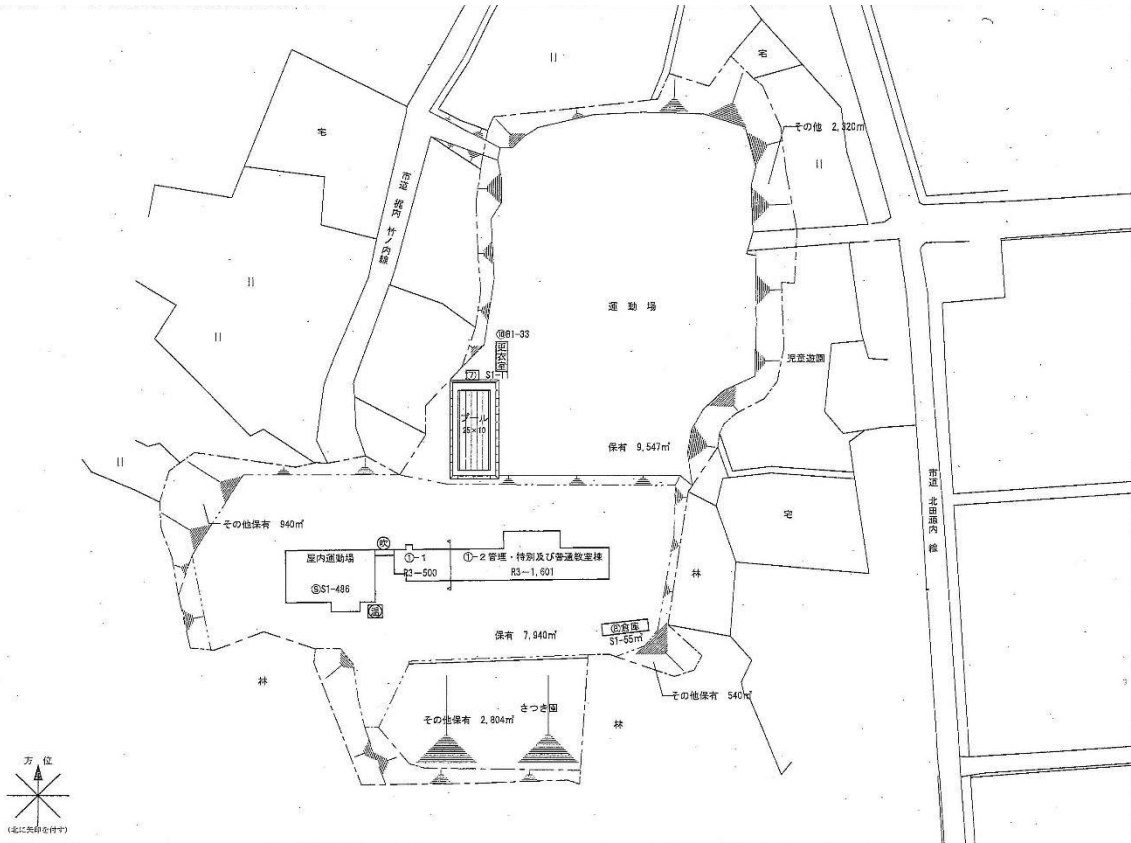 〃
宅
宅
その他 2,320㎡
〃
市道 梶内 竹ノ内線
〃
運動場
〃
⑩B1-33
更衣室
⑦ S1-11
児童遊園
プール
25×10
保有 9,547㎡
〃
市道 北田瀬内 線
宅
その他保有 940㎡
吹
屋内運動場
①-1
①-2 管理・特別及び普通教室棟
R3-500
R3-1,601
⑤S1-486
林
保有 7,940㎡
倉庫
S1-55㎡
林
その他保有 540㎡
さつき園
その他保有 2,804㎡
林
方位
(北に矢印を付す)